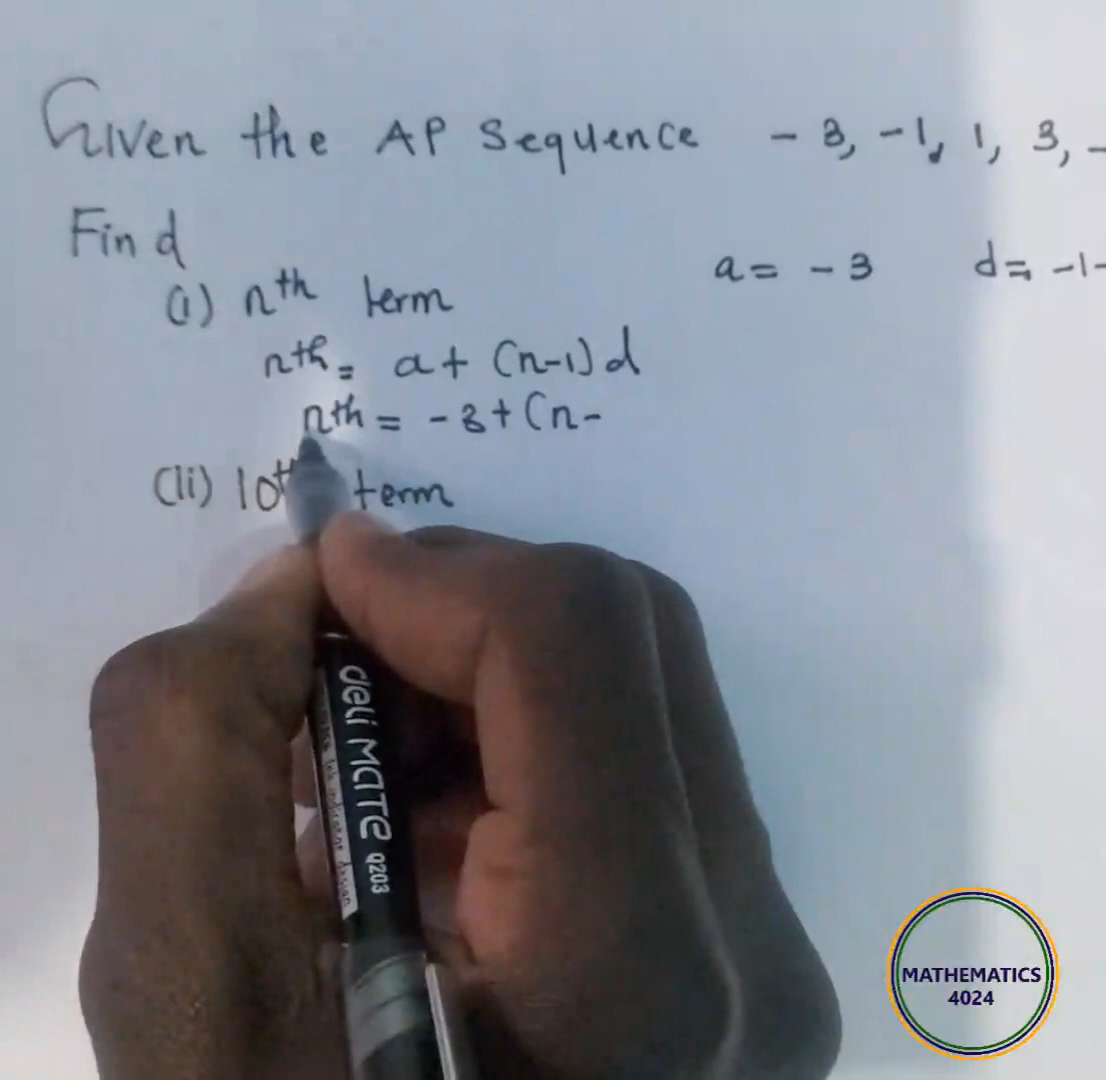 Given the AP Sequence - 3, -1, 1, 3, -
Find
(i) nth term
a = - 3 d = -1-
nth = a + (n-1)d
nth = -3 + (n-
(ii) 10th term
deli MATE Q203
MATHEMATICS
4024